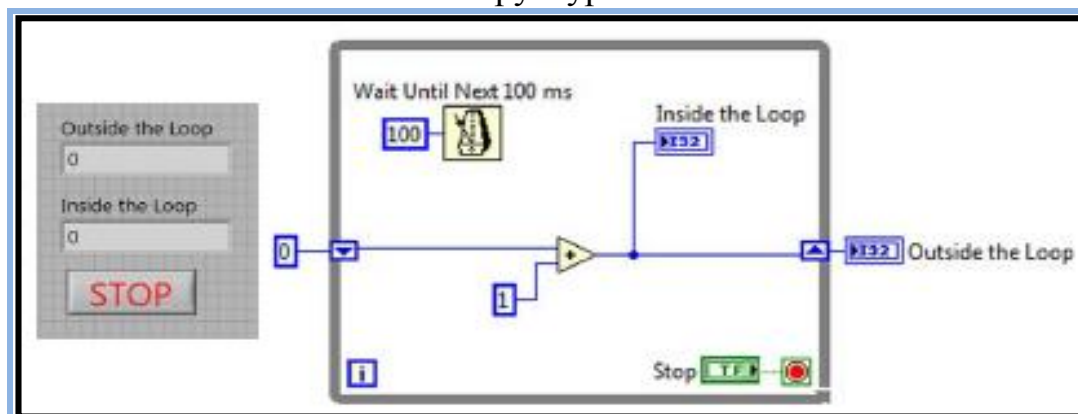 Outside the Loop
0
Inside the Loop
0
STOP
Wait Until Next 100 ms
100
Inside the Loop
I32
0
1
I32 Outside the Loop
i
Stop TF